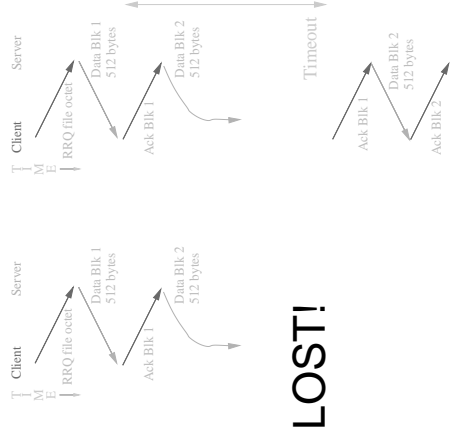 TIME
Client Server
RRQ file octet
Data Blk 1
512 bytes
Ack Blk 1
Data Blk 2
512 bytes
LOST!
TIME
Client Server
RRQ file octet
Data Blk 1
512 bytes
Ack Blk 1
Data Blk 2
512 bytes
Timeout
Ack Blk 1
Data Blk 2
512 bytes
Ack Blk 2